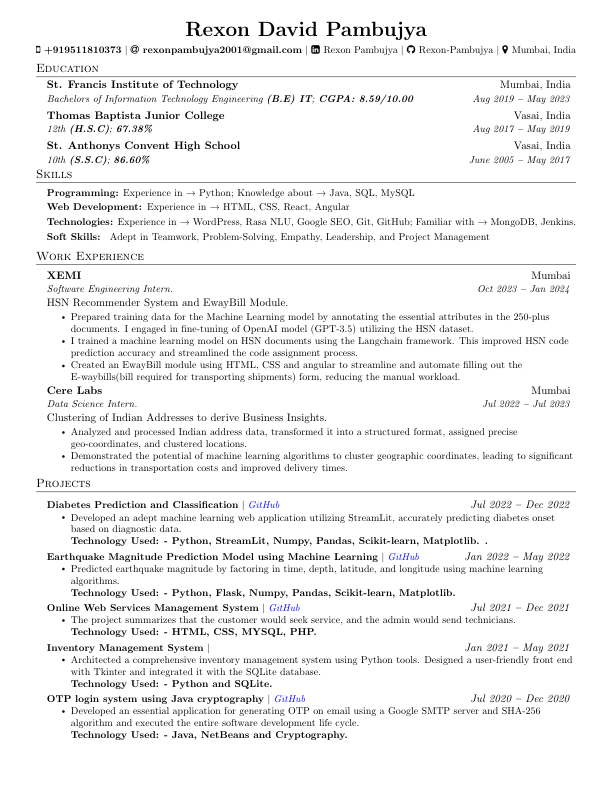 Rexon David Pambujya
+919511810373 | rexonpambujya2001@gmail.com | Rexon Pambujya | Rexon-Pambujya | Mumbai, India
Education
St. Francis Institute of Technology Mumbai, India
Bachelors of Information Technology Engineering (B.E) IT; CGPA: 8.59/10.00 Aug 2019 – May 2023
Thomas Baptista Junior College Vasai, India
12th (H.S.C); 67.38% Aug 2017 – May 2019
St. Anthonys Convent High School Vasai, India
10th (S.S.C); 86.60% June 2005 – May 2017
Skills
Programming: Experience in → Python; Knowledge about → Java, SQL, MySQL
Web Development: Experience in → HTML, CSS, React, Angular
Technologies: Experience in → WordPress, Rasa NLU, Google SEO, Git, GitHub; Familiar with → MongoDB, Jenkins.
Soft Skills: Adept in Teamwork, Problem-Solving, Empathy, Leadership, and Project Management
Work Experience
XEMI Mumbai
Software Engineering Intern. Oct 2023 – Jan 2024
HSN Recommender System and EwayBill Module.
• Prepared training data for the Machine Learning model by annotating the essential attributes in the 250-plus
documents. I engaged in fine-tuning of OpenAI model (GPT-3.5) utilizing the HSN dataset.
• I trained a machine learning model on HSN documents using the Langchain framework. This improved HSN code
prediction accuracy and streamlined the code assignment process.
• Created an EwayBill module using HTML, CSS and angular to streamline and automate filling out the
E-waybills(bill required for transporting shipments) form, reducing the manual workload.
Cere Labs Mumbai
Data Science Intern. Jul 2022 – Jul 2023
Clustering of Indian Addresses to derive Business Insights.
• Analyzed and processed Indian address data, transformed it into a structured format, assigned precise
geo-coordinates, and clustered locations.
• Demonstrated the potential of machine learning algorithms to cluster geographic coordinates, leading to significant
reductions in transportation costs and improved delivery times.
Projects
Diabetes Prediction and Classification | GitHub Jul 2022 – Dec 2022
• Developed an adept machine learning web application utilizing StreamLit, accurately predicting diabetes onset
based on diagnostic data.
Technology Used: - Python, StreamLit, Numpy, Pandas, Scikit-learn, Matplotlib. .
Earthquake Magnitude Prediction Model using Machine Learning | GitHub Jan 2022 – May 2022
• Predicted earthquake magnitude by factoring in time, depth, latitude, and longitude using machine learning
algorithms.
Technology Used: - Python, Flask, Numpy, Pandas, Scikit-learn, Matplotlib.
Online Web Services Management System | GitHub Jul 2021 – Dec 2021
• The project summarizes that the customer would seek service, and the admin would send technicians.
Technology Used: - HTML, CSS, MYSQL, PHP.
Inventory Management System | Jan 2021 – May 2021
• Architected a comprehensive inventory management system using Python tools. Designed a user-friendly front end
with Tkinter and integrated it with the SQLite database.
Technology Used: - Python and SQLite.
OTP login system using Java cryptography | GitHub Jul 2020 – Dec 2020
• Developed an essential application for generating OTP on email using a Google SMTP server and SHA-256
algorithm and executed the entire software development life cycle.
Technology Used: - Java, NetBeans and Cryptography.